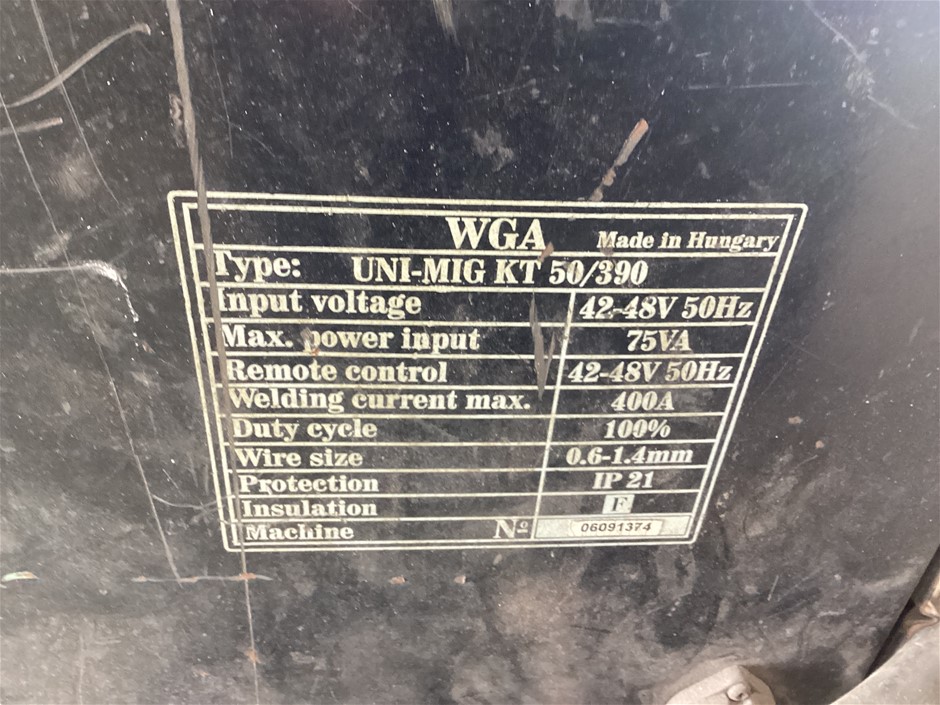 WGA Made in Hungary
Type: UNI-MIG KT 50/390
Input voltage 42-48V 50Hz
Max. power input 75VA
Remote control 42-48V 50Hz
Welding current max. 400A
Duty cycle 100%
Wire size 0.6-1.4mm
Protection IP 21
Insulation F
Machine Nº 06091374